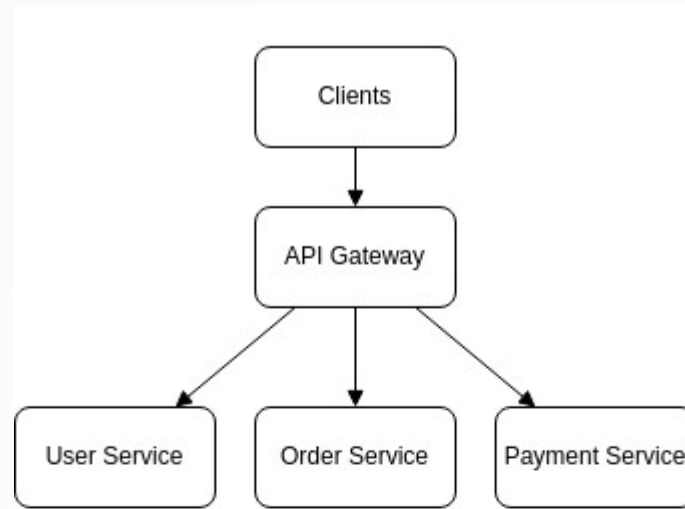 Clients
API Gateway
User Service
Order Service
Payment Service